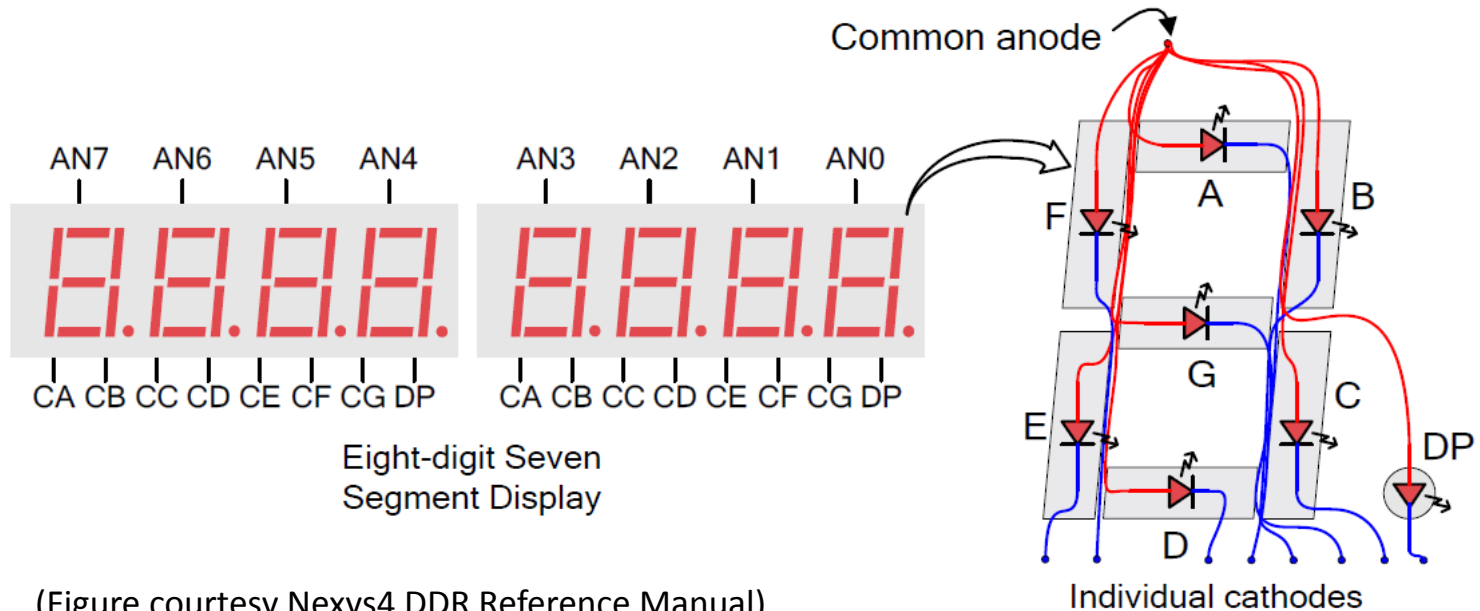 Common anode
AN7 AN6 AN5 AN4 AN3 AN2 AN1 AN0
A
F
B
G
E
C
DP
D
CA CB CC CD CE CF CG DP CA CB CC CD CE CF CG DP
Eight-digit Seven
Segment Display
Individual cathodes
(Figure courtesy Nexys4 DDR Reference Manual)